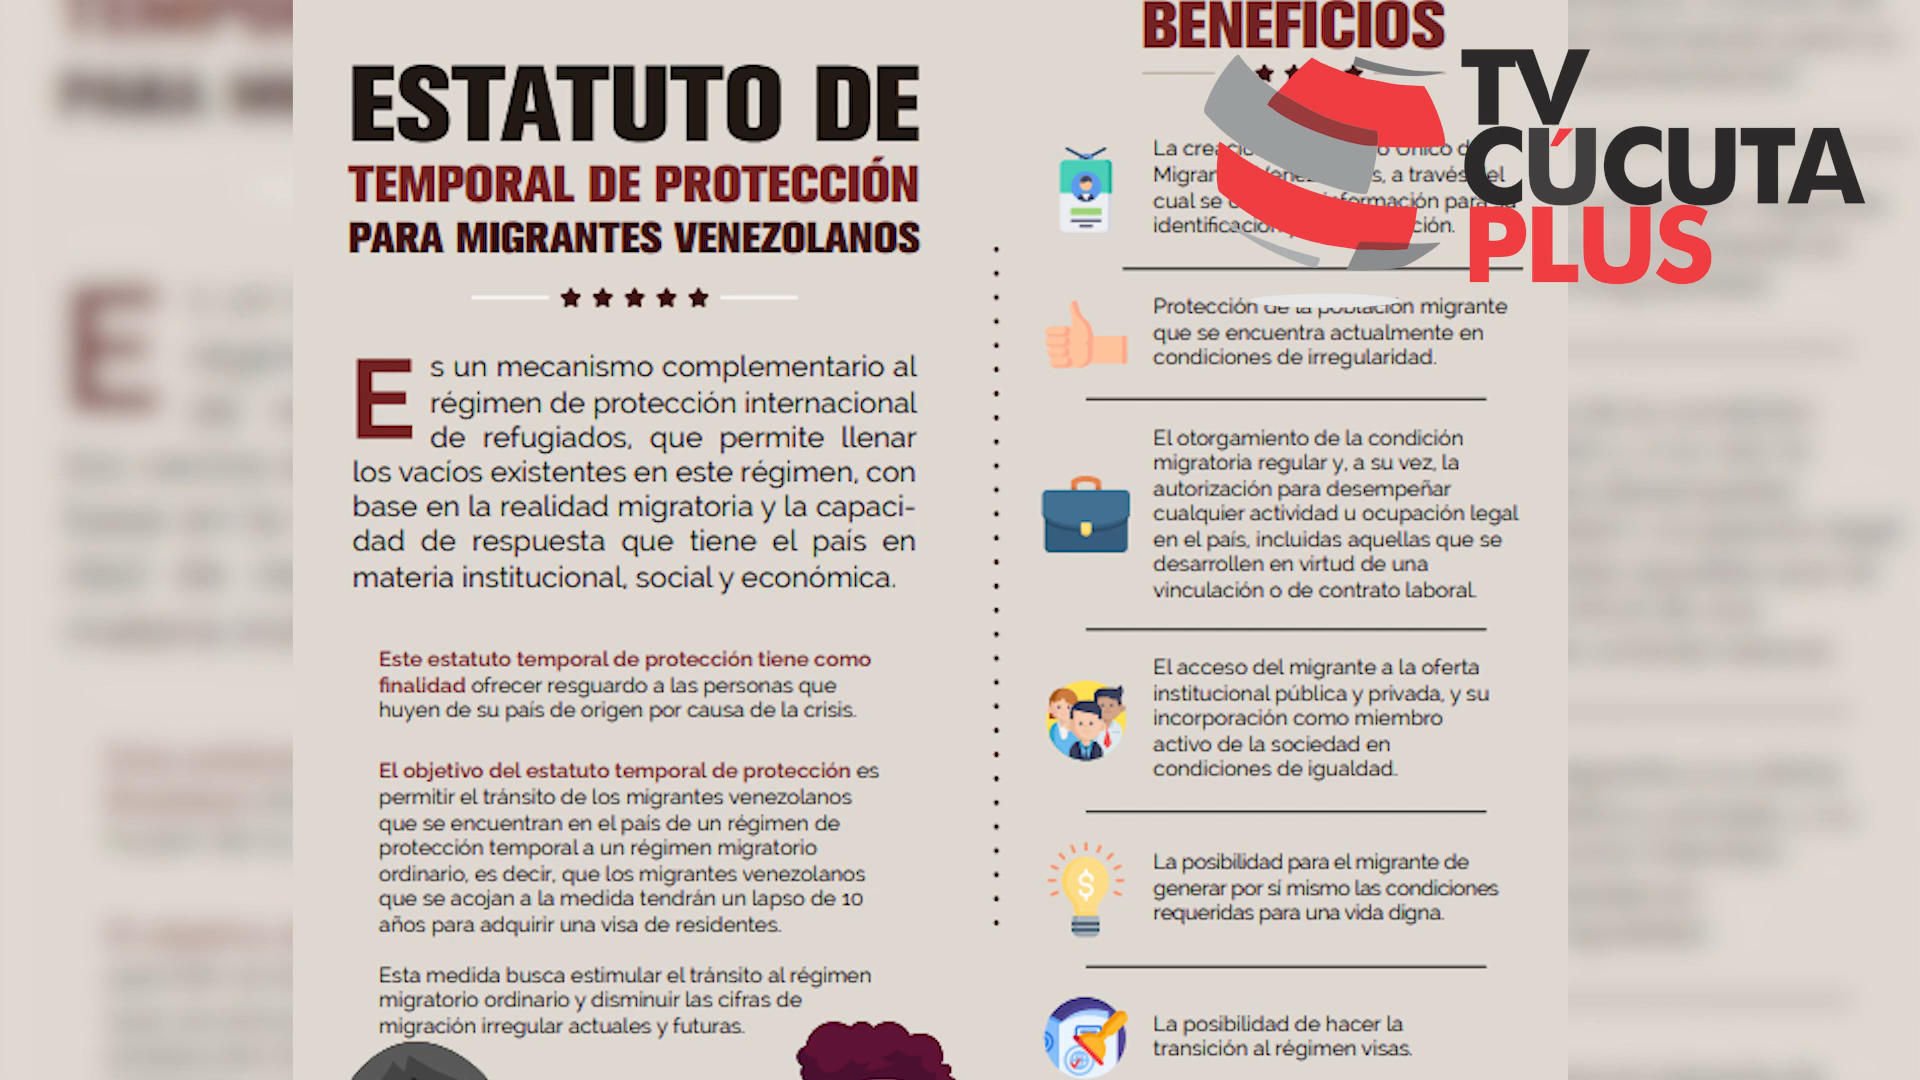 ESTATUTO DE
TEMPORAL DE PROTECCIÓN
PARA MIGRANTES VENEZOLANOS
Es un mecanismo complementario al
régimen de protección internacional
de refugiados, que permite llenar
los vacíos existentes en este régimen, con
base en la realidad migratoria y la capaci-
dad de respuesta que tiene el país en
materia institucional, social y económica.
Este estatuto temporal de protección tiene como
finalidad ofrecer resguardo a las personas que
huyen de su país de origen por causa de la crisis.
El objetivo del estatuto temporal de protección es
permitir el tránsito de los migrantes venezolanos
que se encuentran en el país de un régimen de
protección temporal a un régimen migratorio
ordinario, es decir, que los migrantes venezolanos
que se acojan a la medida tendrán un lapso de 10
años para adquirir una visa de residentes.
Esta medida busca estimular el tránsito al régimen
migratorio ordinario y disminuir las cifras de
migración irregular actuales y futuras.
BENEFICIOS
La
a través
cual se información para
Protección de la población migrante
que se encuentra actualmente en
condiciones de irregularidad.
El otorgamiento de la condición
migratoria regular y, a su vez, la
autorización para desempeñar
cualquier actividad u ocupación legal
en el país, incluidas aquellas que se
desarrollen en virtud de una
vinculación o de contrato laboral.
El acceso del migrante a la oferta
institucional pública y privada, y su
incorporación como miembro
activo de la sociedad en
condiciones de igualdad.
La posibilidad para el migrante de
generar por sí mismo las condiciones
requeridas para una vida digna.
La posibilidad de hacer la
transición al régimen visas.
TV
CÚCUTA
PLUS